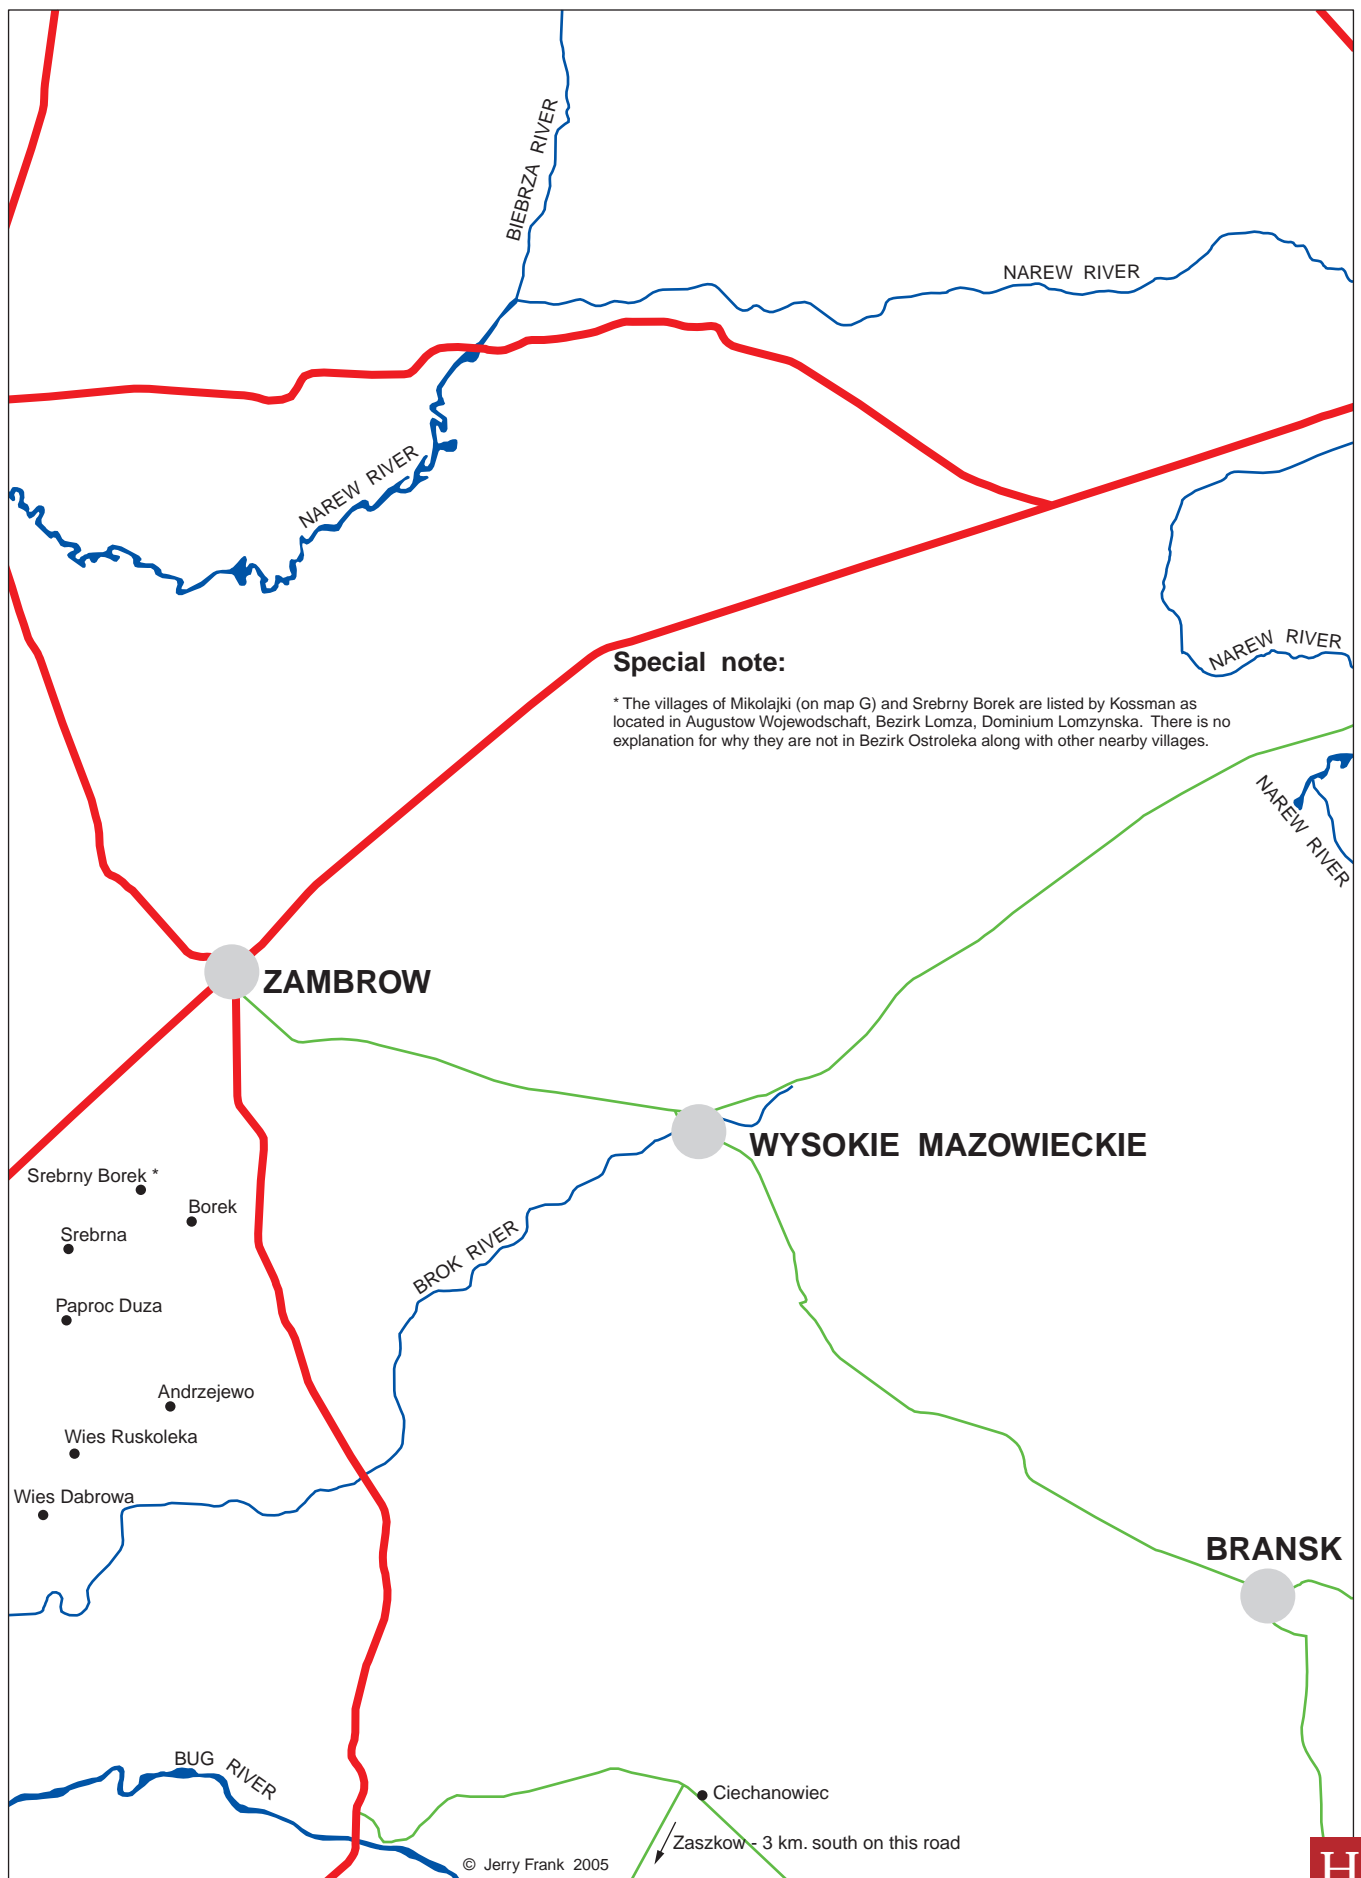 BIEBRZA RIVER
NAREW RIVER
NAREW RIVER
NAREW RIVER
Special note:
* The villages of Mikolajki (on map G) and Srebrny Borek are listed by Kossman as
located in Augustow Wojewodschaft, Bezirk Lomza, Dominium Lomzynska. There is no
explanation for why they are not in Bezirk Ostroleka along with other nearby villages.
NAREW RIVER
ZAMBROW
WYSOKIE MAZOWIECKIE
Srebrny Borek *
Borek
Srebrna
BROK RIVER
Paproc Duza
Andrzejewo
Wies Ruskoleka
Wies Dabrowa
BRANSK
BUG RIVER
Ciechanowiec
Zaszkow - 3 km. south on this road
© Jerry Frank 2005
H